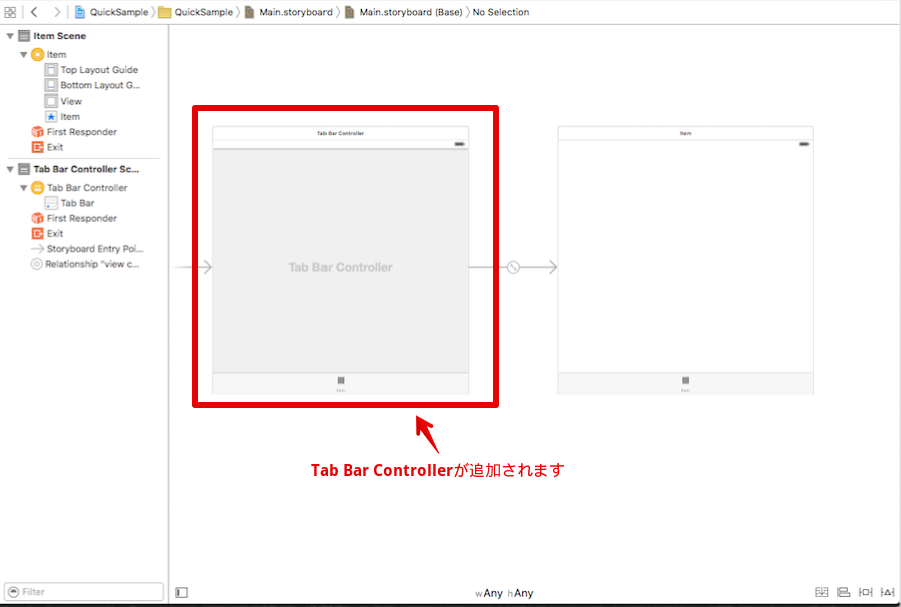 QuickSample QuickSample Main.storyboard Main.storyboard (Base) No Selection
Item Scene
Item
Top Layout Guide
Bottom Layout G...
View
Item
First Responder
Exit
Tab Bar Controller Sc...
Tab Bar Controller
Tab Bar
First Responder
Exit
Storyboard Entry Poi...
Relationship "view c...
Filter
Tab Bar Controller
Tab Bar Controller
Item
Item
Item
Tab Bar Controllerが追加されます
wAny hAny